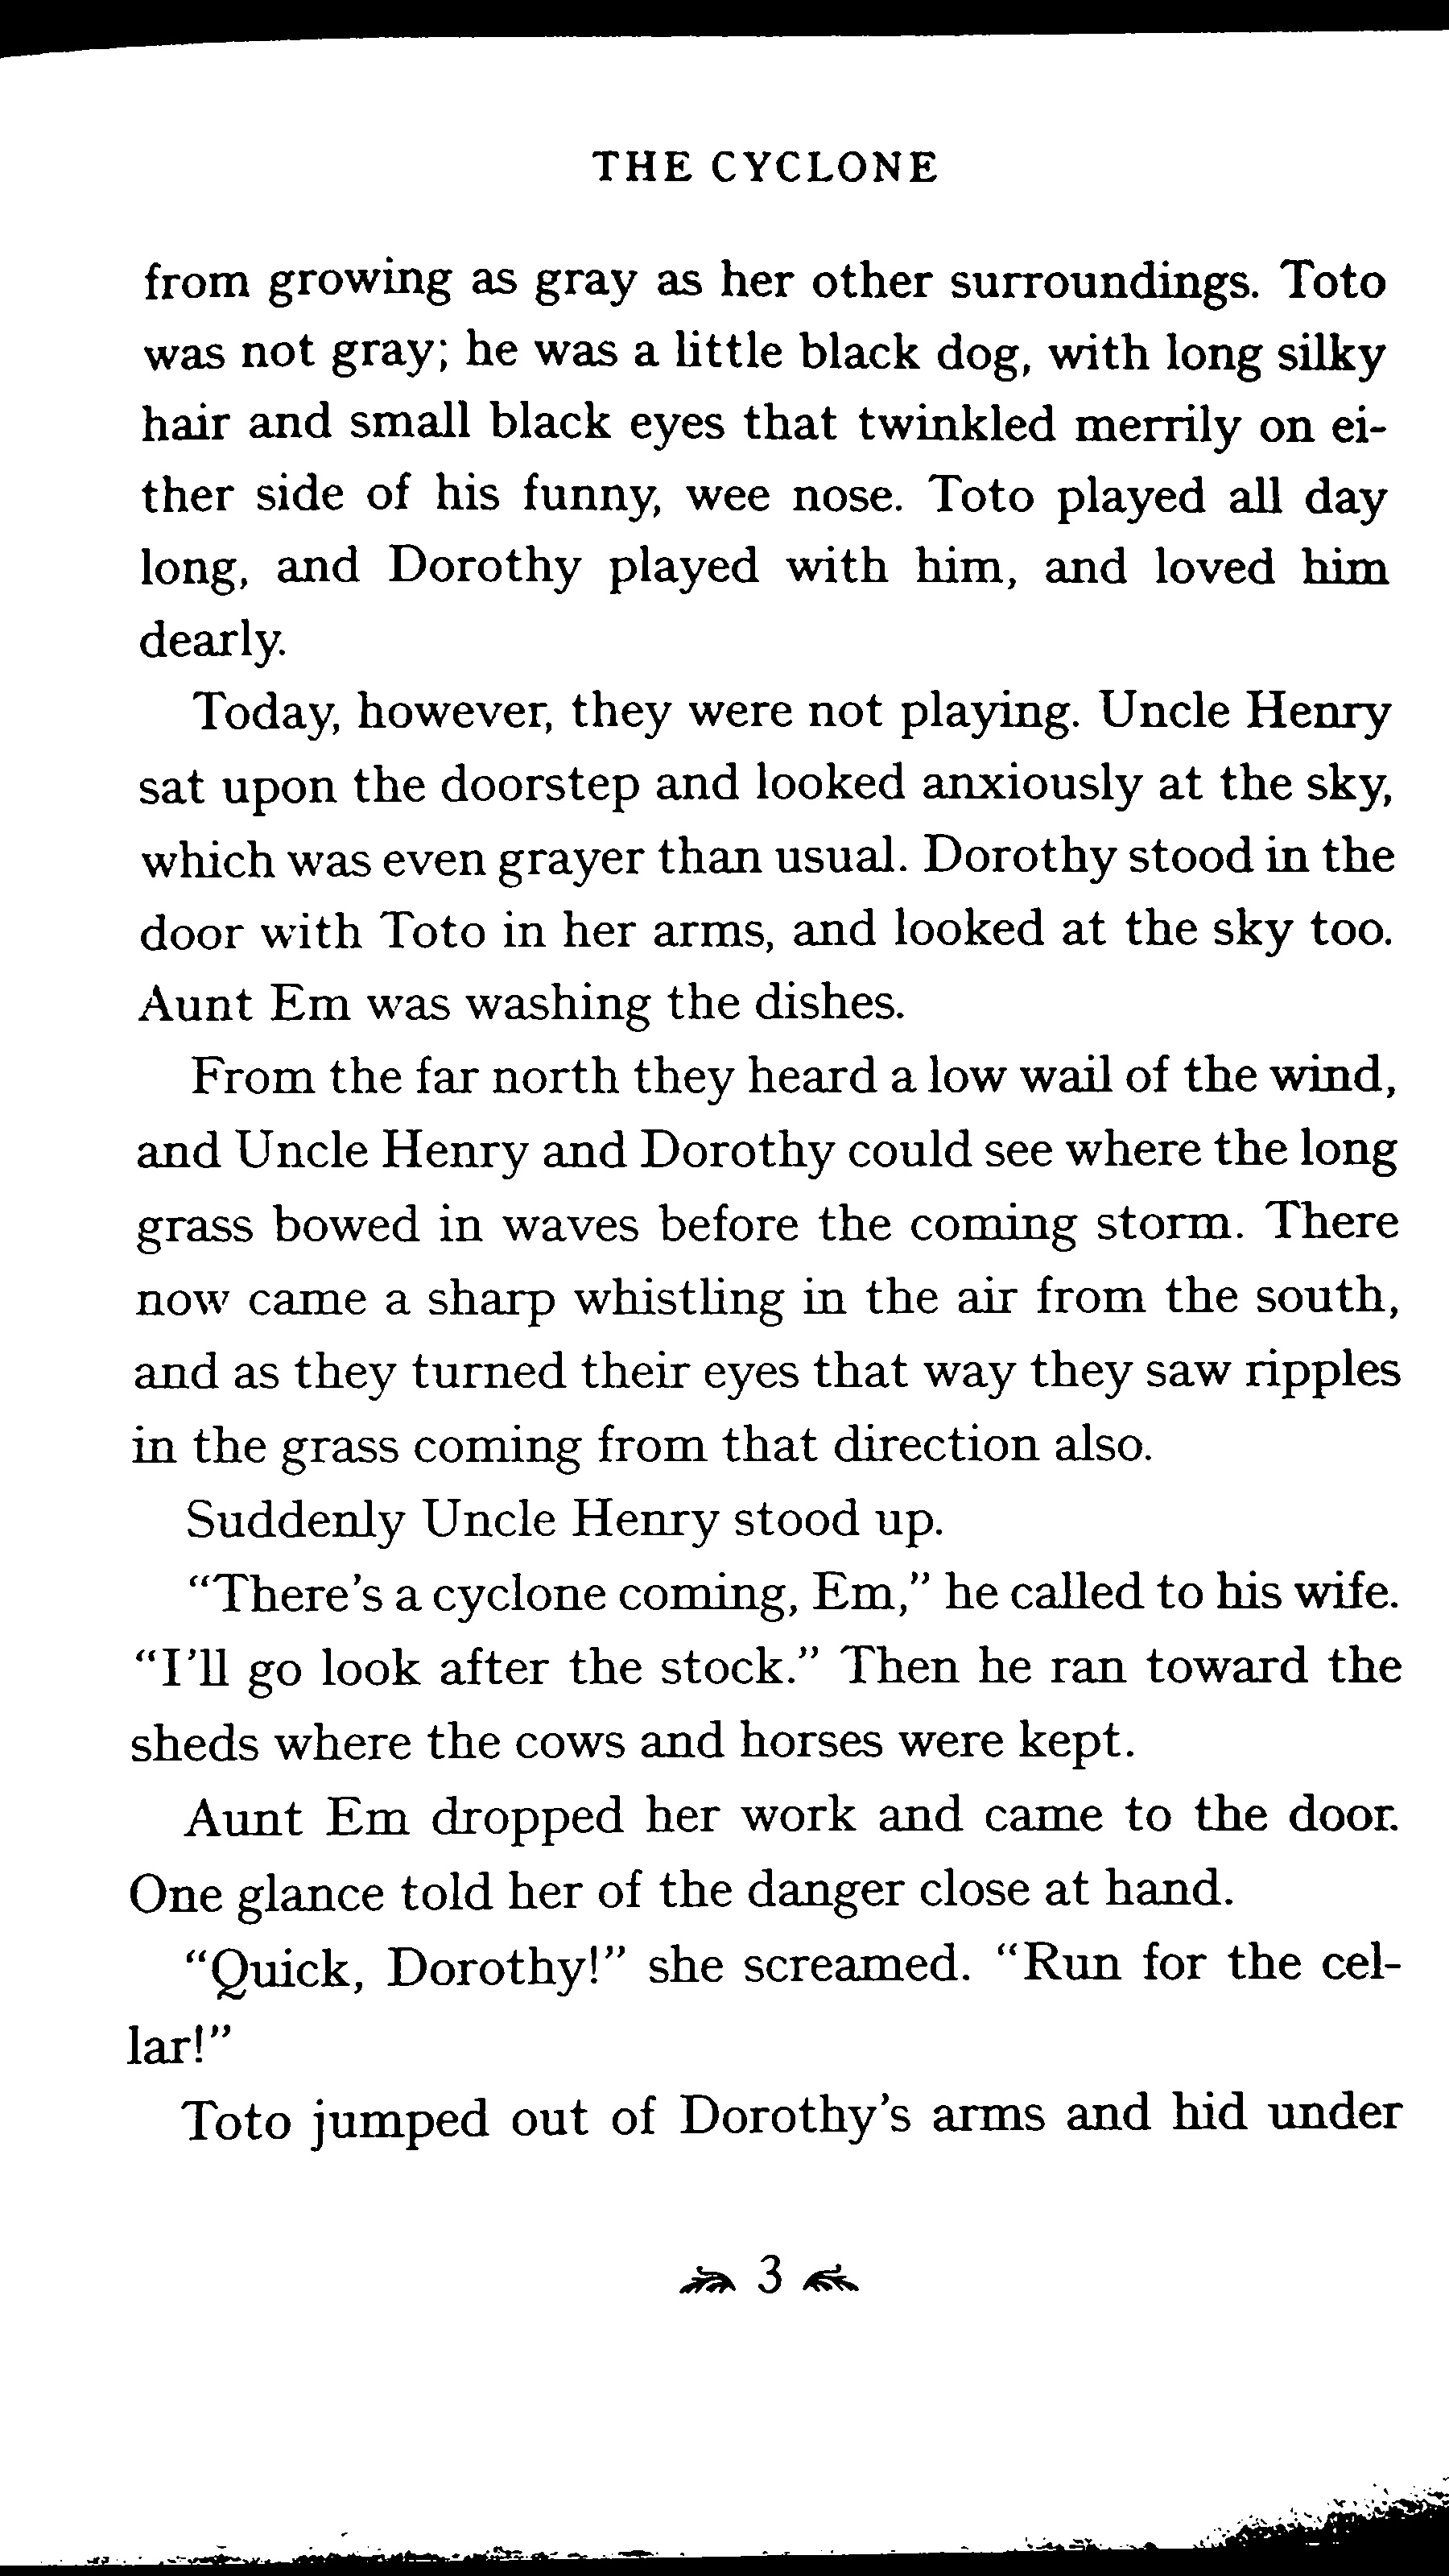 THE CYCLONE
from growing as gray as her other surroundings. Toto
was not gray; he was a little black dog, with long silky
hair and small black eyes that twinkled merrily on ei-
ther side of his funny, wee nose. Toto played all day
long, and Dorothy played with him, and loved him
dearly.
Today, however, they were not playing. Uncle Henry
sat upon the doorstep and looked anxiously at the sky,
which was even grayer than usual. Dorothy stood in the
door with Toto in her arms, and looked at the sky too.
Aunt Em was washing the dishes.
From the far north they heard a low wail of the wind,
and Uncle Henry and Dorothy could see where the long
grass bowed in waves before the coming storm. There
now came a sharp whistling in the air from the south,
and as they turned their eyes that way they saw ripples
in the grass coming from that direction also.
Suddenly Uncle Henry stood up.
“There’s a cyclone coming, Em,” he called to his wife.
“I’ll go look after the stock.” Then he ran toward the
sheds where the cows and horses were kept.
Aunt Em dropped her work and came to the door.
One glance told her of the danger close at hand.
“Quick, Dorothy!” she screamed. “Run for the cel-
lar!”
Toto jumped out of Dorothy’s arms and hid under
3